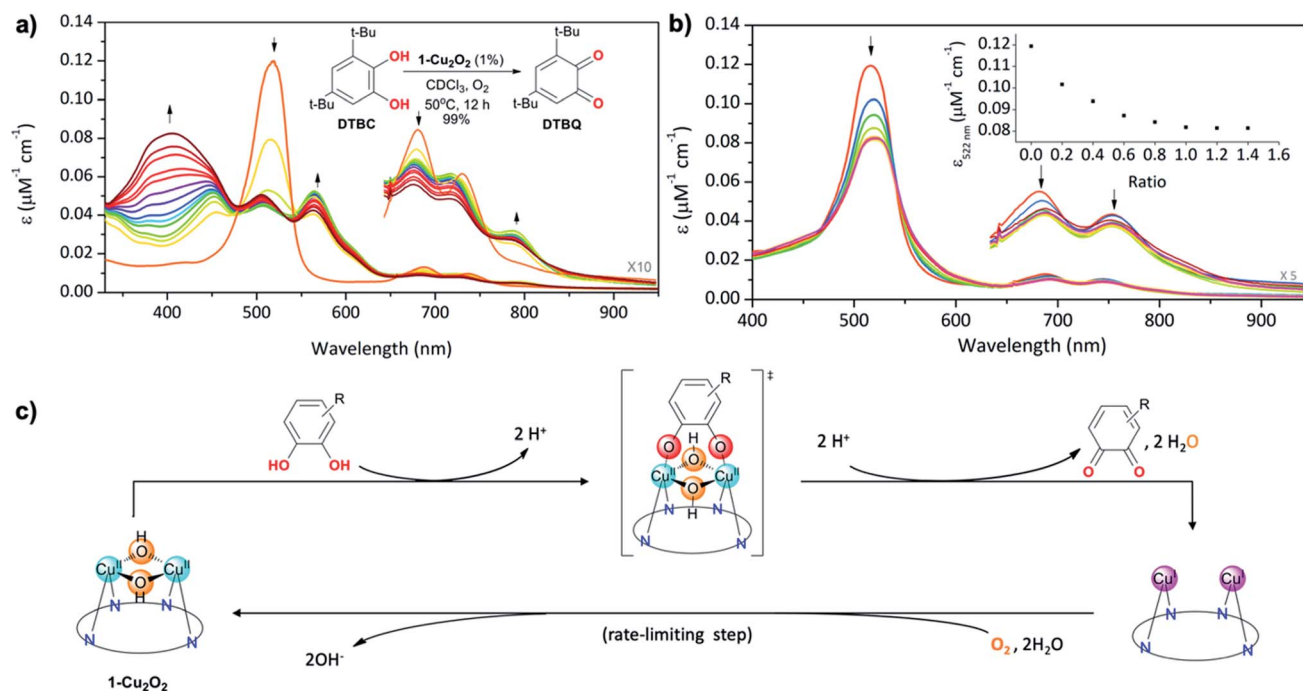 a)
0.14
0.12
0.10
0.08
0.06
0.04
0.02
0.00
ε (μM⁻¹ cm⁻¹)
400 500 600 700 800 900
Wavelength (nm)
X10
t-Bu
OH
OH
t-Bu
DTBC
1-Cu₂O₂ (1%)
CDCl₃, O₂
50ºC, 12 h
99%
t-Bu
O
O
t-Bu
DTBQ
b)
0.14
0.12
0.10
0.08
0.06
0.04
0.02
0.00
ε (μM⁻¹ cm⁻¹)
400 500 600 700 800 900
Wavelength (nm)
X 5
ε₅₂₂ ₙₘ (μM⁻¹ cm⁻¹)
0.12
0.11
0.10
0.09
0.08
0.0 0.2 0.4 0.6 0.8 1.0 1.2 1.4 1.6
Ratio
c)
R
HO OH
2 H⁺
‡
R
O O
H
O
Cuᴵᴵ Cuᴵᴵ
O
H
N N
N N
2 H⁺
R
O O
, 2 H₂O
H
O
Cuᴵᴵ Cuᴵᴵ
O
H
N N
N N
1-Cu₂O₂
Cuᴵ Cuᴵ
N N
N N
(rate-limiting step)
2OH⁻
O₂ , 2H₂O